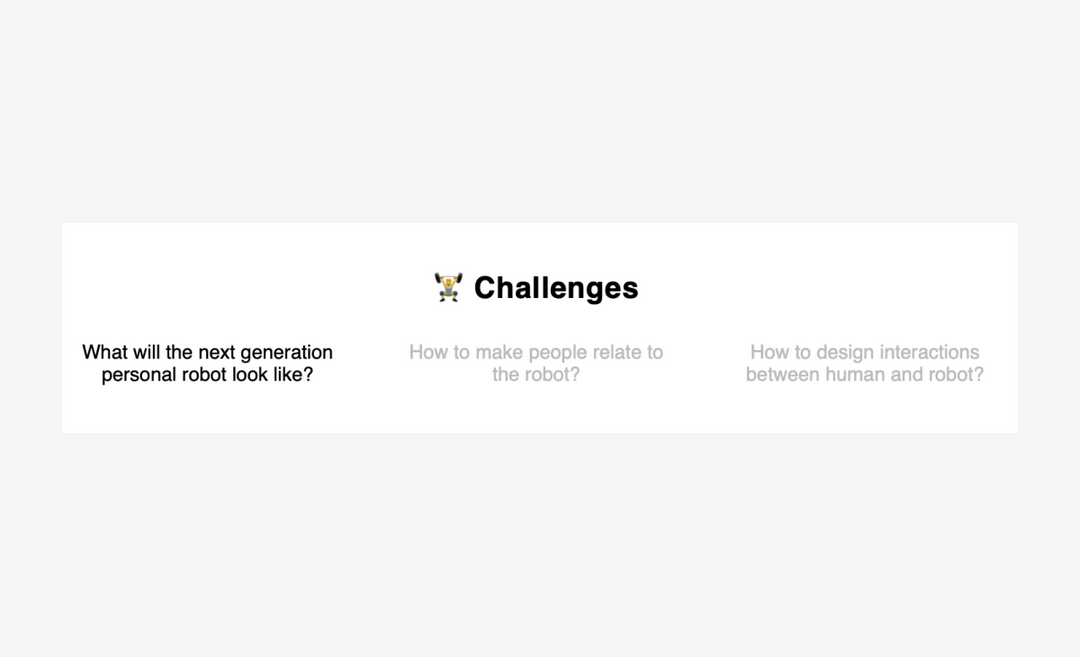 🏋️ Challenges
What will the next generation
personal robot look like?
How to make people relate to
the robot?
How to design interactions
between human and robot?